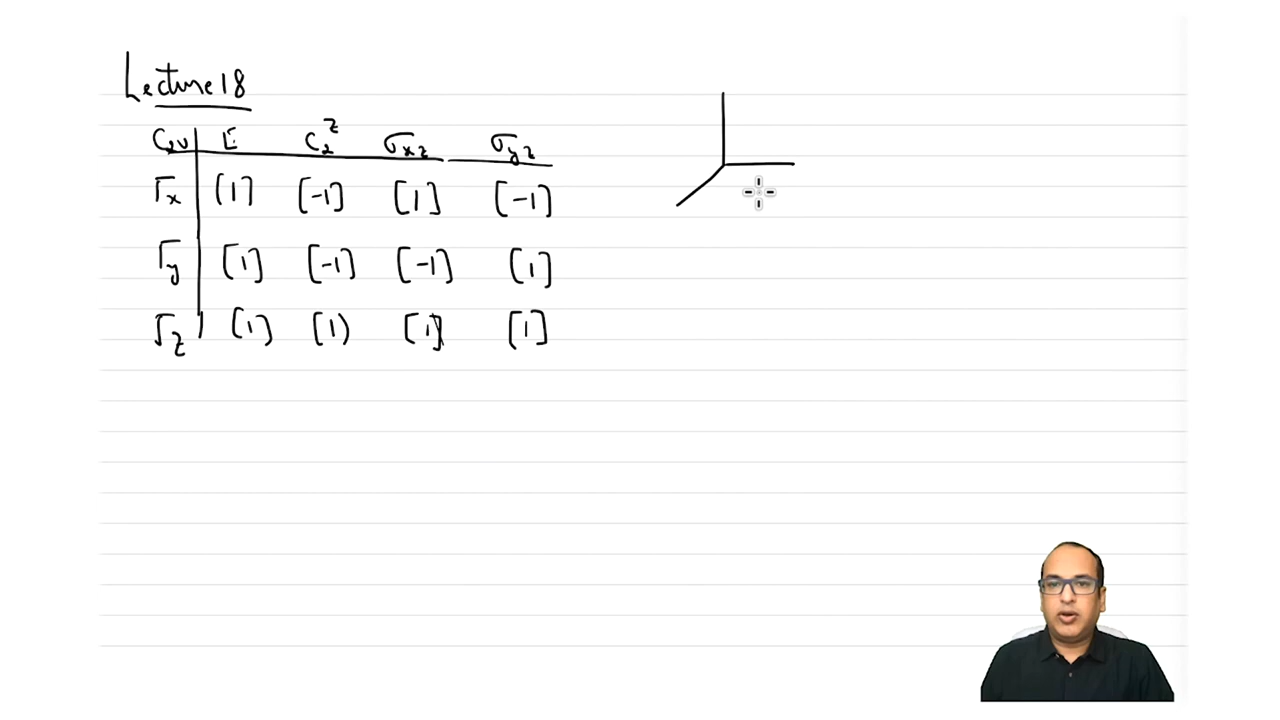 Lecture 18
C₂ᵥ E C₂ᶻ σxz σyz
Γx [1] [-1] [1] [-1]
Γy [1] [-1] [-1] [1]
Γz [1] [1) [1] [1]